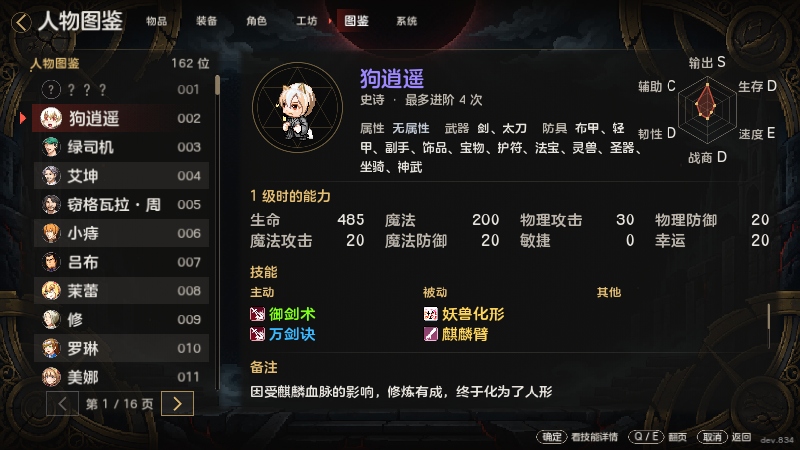 人物图鉴 物品 装备 角色 工坊 图鉴 系统
人物图鉴 162 位
? ? ? ? 001
狗逍遥 002
绿司机 003
艾坤 004
窃格瓦拉·周 005
小痔 006
吕布 007
茉蕾 008
修 009
罗琳 010
美娜 011
第 1 / 16 页
狗逍遥
史诗 · 最多进阶 4 次
属性 无属性 武器 剑、太刀 防具 布甲、轻
甲、副手、饰品、宝物、护符、法宝、灵兽、圣器、
坐骑、神武
输出 S
辅助 C 生存 D
韧性 D 速度 E
战商 D
1 级时的能力
生命 485 魔法 200 物理攻击 30 物理防御 20
魔法攻击 20 魔法防御 20 敏捷 0 幸运 20
技能
主动 被动 其他
御剑术 妖兽化形
万剑诀 麒麟臂
备注
因受麒麟血脉的影响，修炼有成，终于化为了人形
确定 看技能详情 Q / E 翻页 取消 返回 dev.834